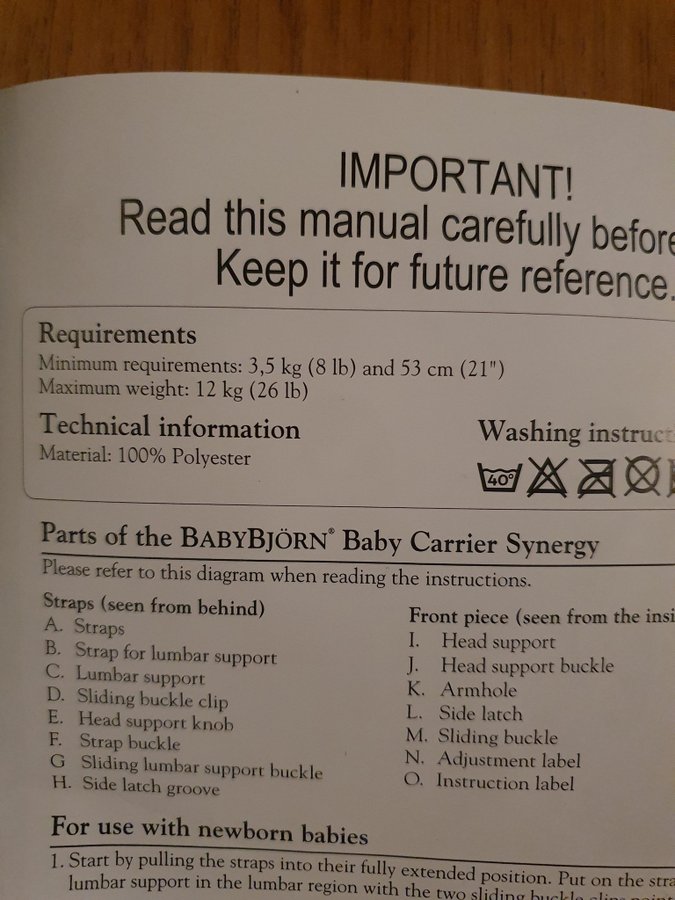 IMPORTANT!
Read this manual carefully before
Keep it for future reference.
Requirements
Minimum requirements: 3,5 kg (8 lb) and 53 cm (21")
Maximum weight: 12 kg (26 lb)
Technical information
Material: 100% Polyester
Washing instruct
40°
Parts of the BABYBJÖRN® Baby Carrier Synergy
Please refer to this diagram when reading the instructions.
Straps (seen from behind)
A. Straps
B. Strap for lumbar support
C. Lumbar support
D. Sliding buckle clip
E. Head support knob
F. Strap buckle
G Sliding lumbar support buckle
H. Side latch groove
Front piece (seen from the insi
I. Head support
J. Head support buckle
K. Armhole
L. Side latch
M. Sliding buckle
N. Adjustment label
O. Instruction label
For use with newborn babies
1. Start by pulling the straps into their fully extended position. Put on the stra
lumbar support in the lumbar region with the two sliding buckle clips